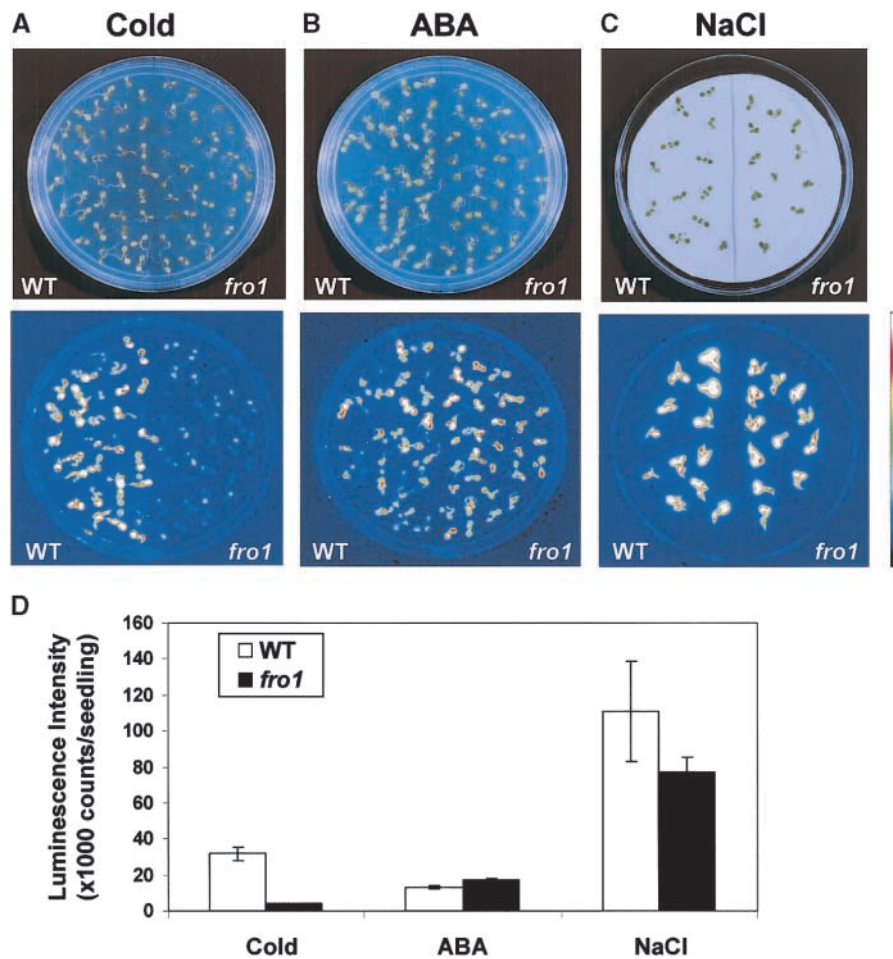 A Cold
B ABA
C NaCl
WT fro1
WT fro1
WT fro1
WT fro1
WT fro1
WT fro1
D
Luminescence Intensity
(x1000 counts/seedling)
160
140
120
100
80
60
40
20
0
WT
fro1
Cold
ABA
NaCl